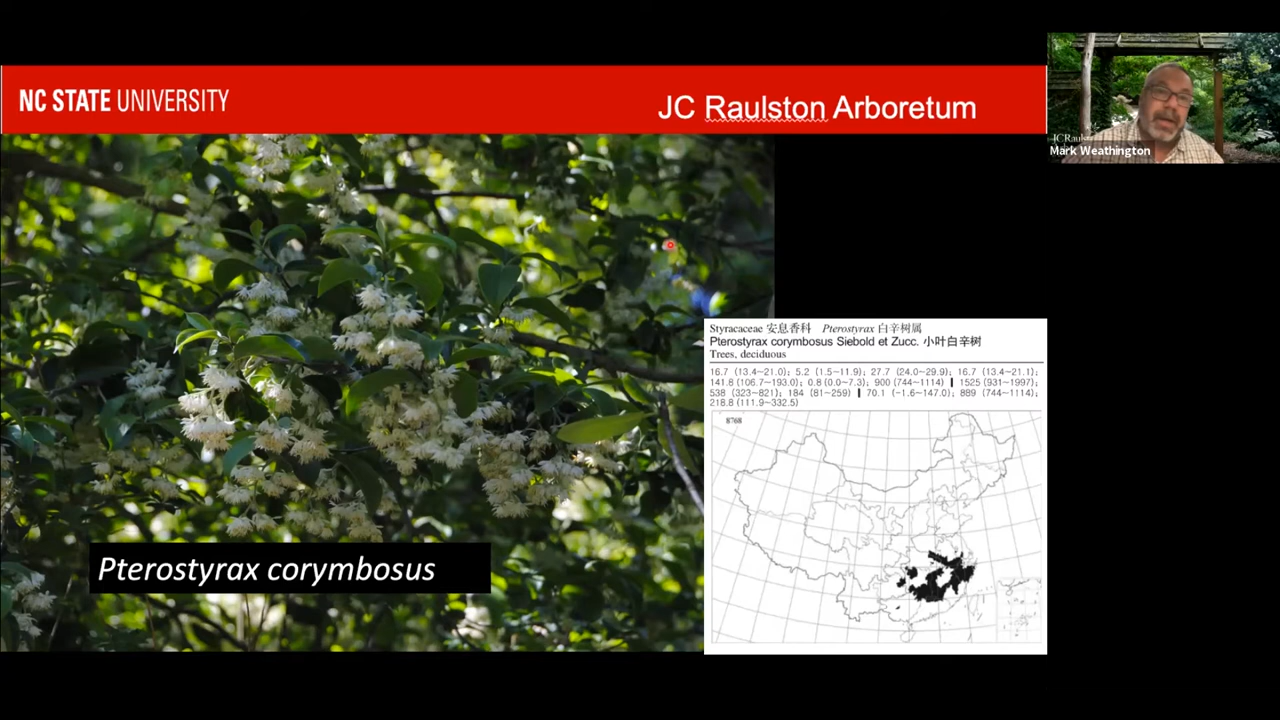 NC STATE UNIVERSITY
JC Raulston Arboretum
JCRaul
Mark Weathington
Styracaceae 安息香科 Pterostyrax 白辛树属
Pterostyrax corymbosus Siebold et Zucc. 小叶白辛树
Trees, deciduous
16.7 (13.4~21.0); 5.2 (1.5~11.9); 27.7 (24.0~29.9); 16.7 (13.4~21.1);
141.8 (106.7~193.0); 0.8 (0.0~7.3); 900 (744~1114) ▌ 1525 (931~1997);
538 (323~821); 184 (81~259) ▌ 70.1 (-1.6~147.0); 889 (744~1114);
218.8 (111.9~332.5)
8768
Pterostyrax corymbosus